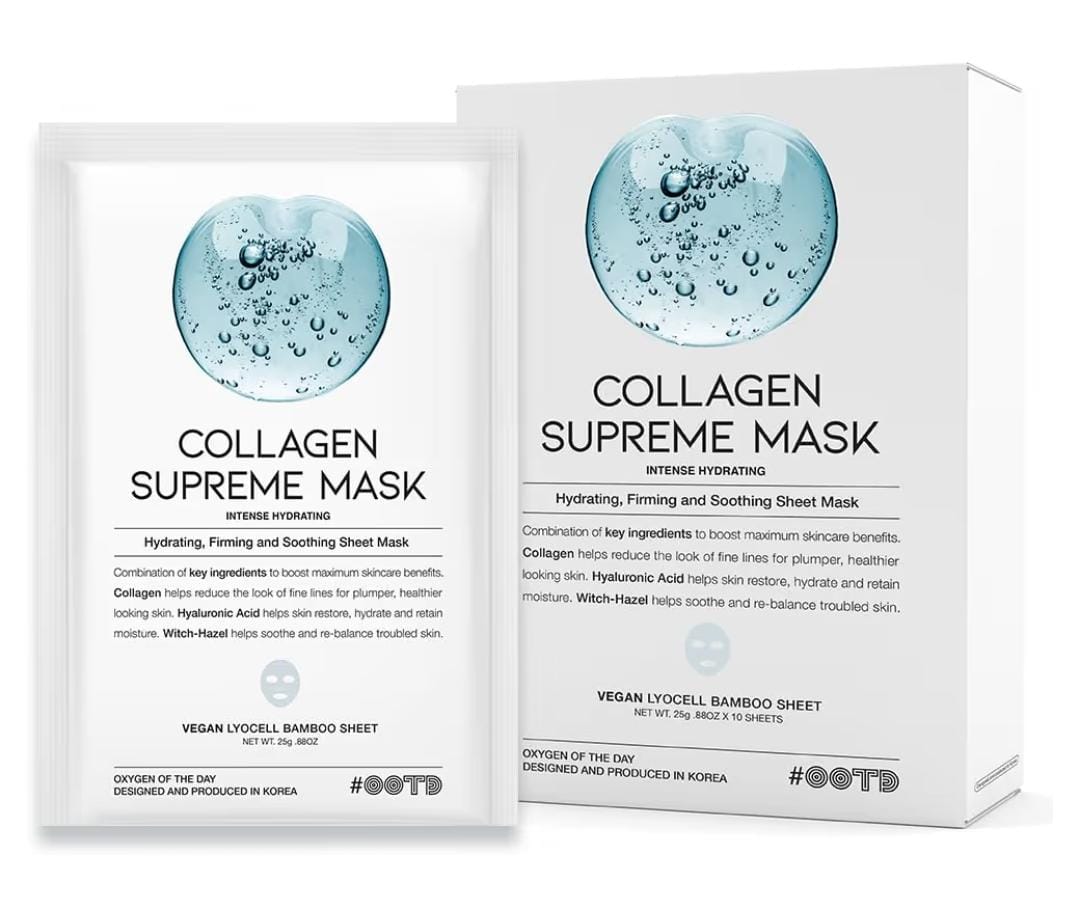 COLLAGEN
SUPREME MASK
INTENSE HYDRATING
Hydrating, Firming and Soothing Sheet Mask
Combination of key ingredients to boost maximum skincare benefits.
Collagen helps reduce the look of fine lines for plumper, healthier
looking skin. Hyaluronic Acid helps skin restore, hydrate and retain
moisture. Witch-Hazel helps soothe and re-balance troubled skin.
VEGAN LYOCELL BAMBOO SHEET
NET WT. 25g .88OZ
OXYGEN OF THE DAY
DESIGNED AND PRODUCED IN KOREA
#OOTD
COLLAGEN
SUPREME MASK
INTENSE HYDRATING
Hydrating, Firming and Soothing Sheet Mask
Combination of key ingredients to boost maximum skincare benefits.
Collagen helps reduce the look of fine lines for plumper, healthier
looking skin. Hyaluronic Acid helps skin restore, hydrate and retain
moisture. Witch-Hazel helps soothe and re-balance troubled skin.
VEGAN LYOCELL BAMBOO SHEET
NET WT. 25g .88OZ X 10 SHEETS
OXYGEN OF THE DAY
DESIGNED AND PRODUCED IN KOREA
#OOTD